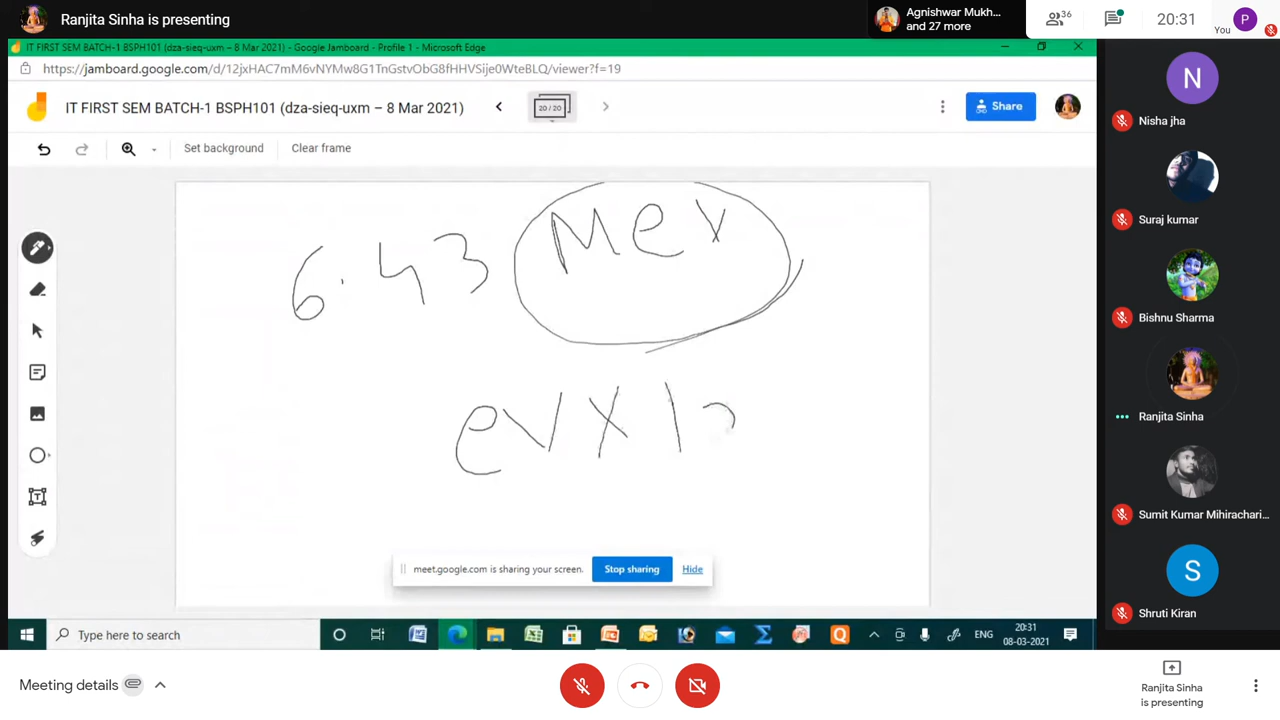 Ranjita Sinha is presenting
Agnishwar Mukh...
and 27 more
36
20:31
You
P
IT FIRST SEM BATCH-1 BSPH101 (dza-sieq-uxm – 8 Mar 2021) - Google Jamboard - Profile 1 - Microsoft Edge
https://jamboard.google.com/d/12jxHAC7mM6vNYMw8G1TnGstvObG8fHHVSije0WteBLQ/viewer?f=19
IT FIRST SEM BATCH-1 BSPH101 (dza-sieq-uxm – 8 Mar 2021)
20 / 20
Share
Set background
Clear frame
6.43 MeV
eV X 1
N
Nisha jha
Suraj kumar
Bishnu Sharma
Ranjita Sinha
Sumit Kumar Mihirachari...
S
Shruti Kiran
meet.google.com is sharing your screen.
Stop sharing
Hide
Type here to search
ENG
20:31
08-03-2021
Meeting details
Ranjita Sinha
is presenting